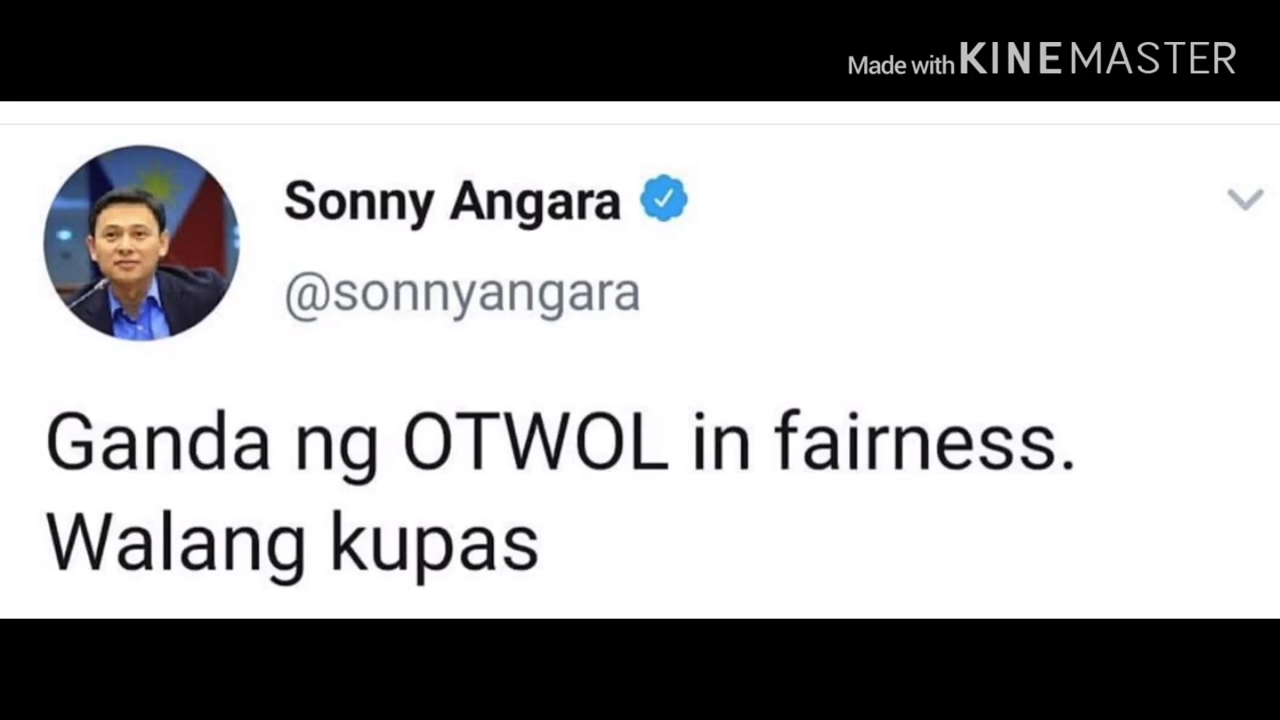 Made with KINEMASTER
Sonny Angara
@sonnyangara
Ganda ng OTWOL in fairness.
Walang kupas